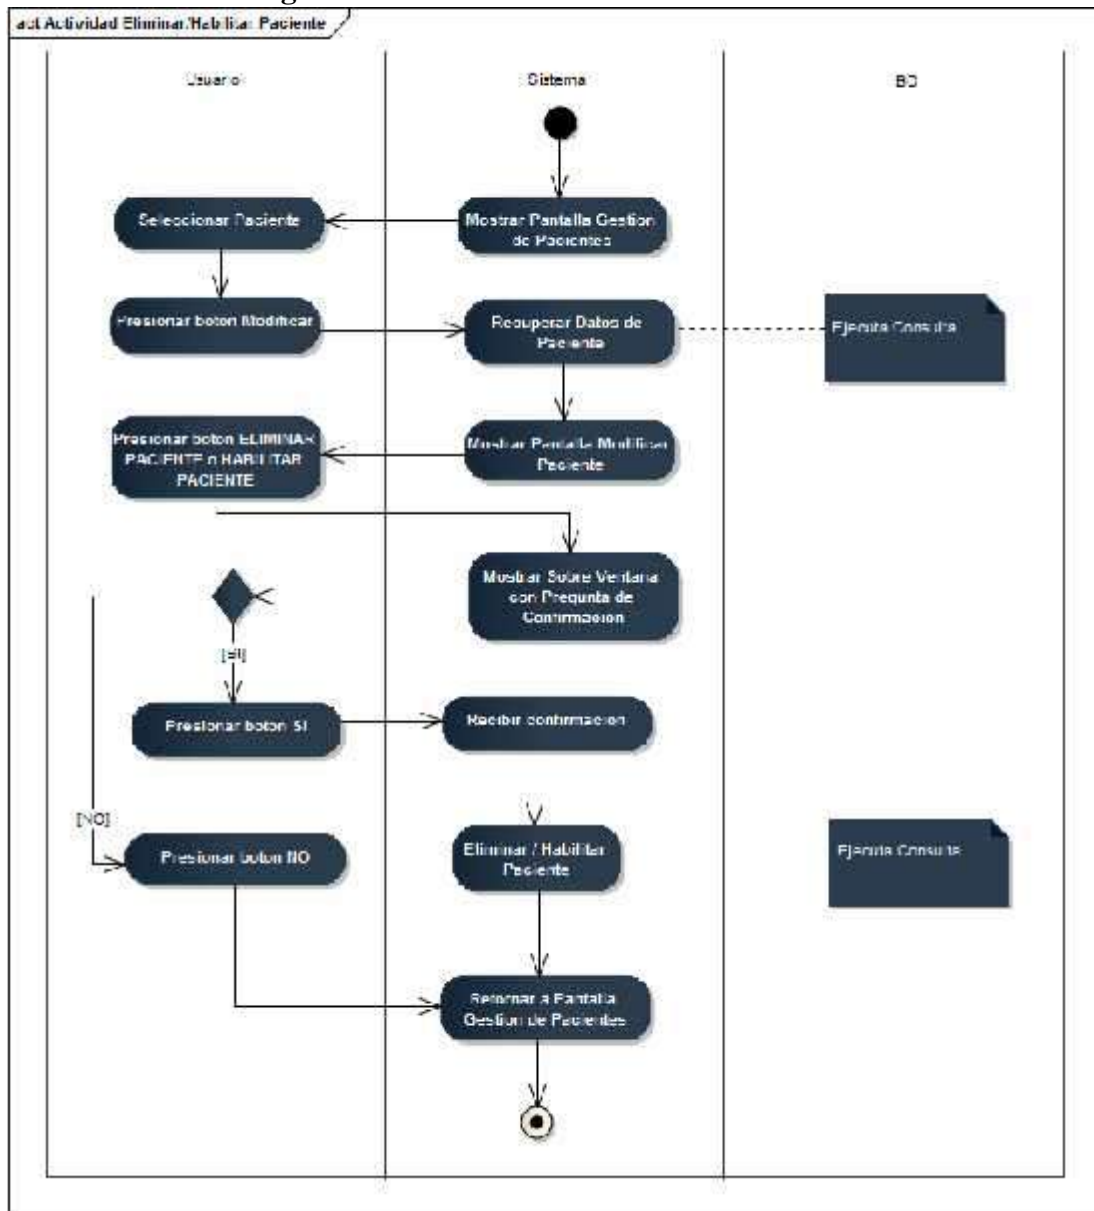 act Actividad Eliminar/Habilitar Paciente
Usuario
Sistema
BD
Seleccionar Paciente
Mostrar Pantalla Gestion
de Pacientes
Presionar boton Modificar
Recuperar Datos de
Paciente
Ejecuta Consulta
Presionar boton ELIMINAR
PACIENTE o HABILITAR
PACIENTE
Mostrar Pantalla Modificar
Paciente
Mostrar Sobre Ventana
con Pregunta de
Confirmacion
[SI]
Presionar boton SI
Recibir confirmacion
[NO]
Presionar boton NO
Eliminar / Habilitar
Paciente
Ejecuta Consulta
Retornar a Pantalla
Gestion de Pacientes